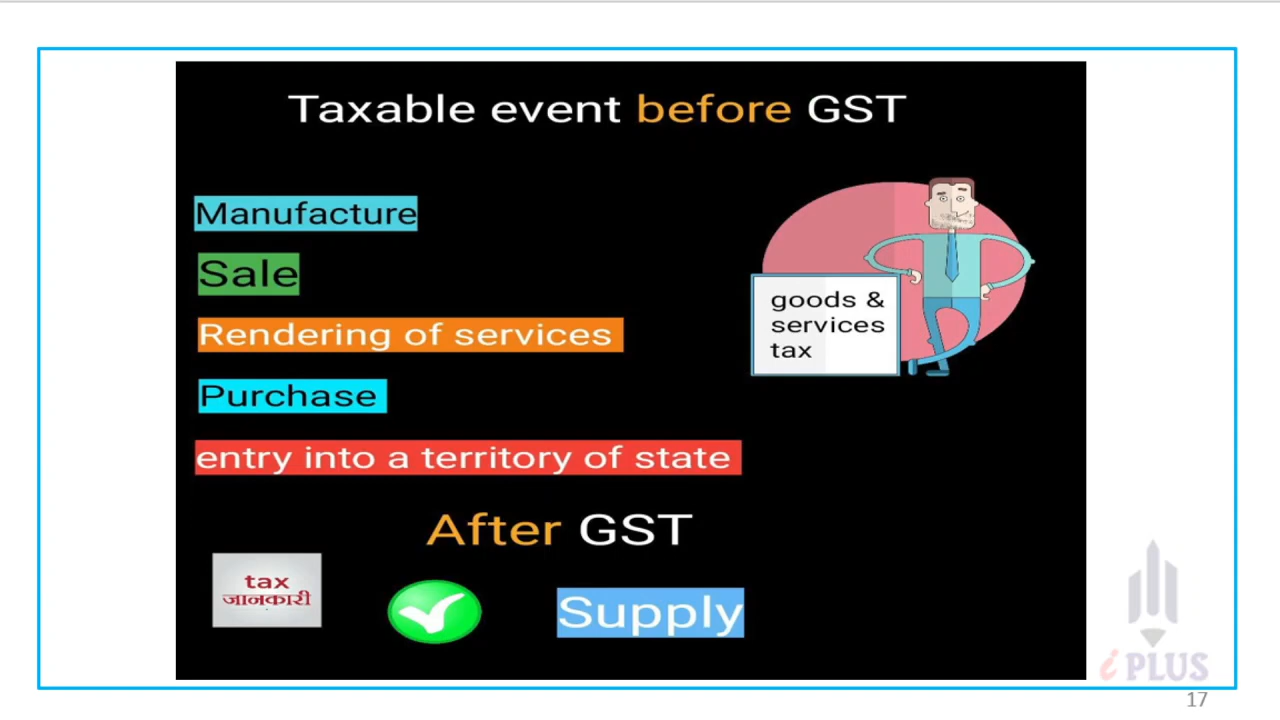 Taxable event before GST
Manufacture
Sale
Rendering of services
Purchase
entry into a territory of state
goods &
services
tax
After GST
tax
जानकारी
Supply
i PLUS
17